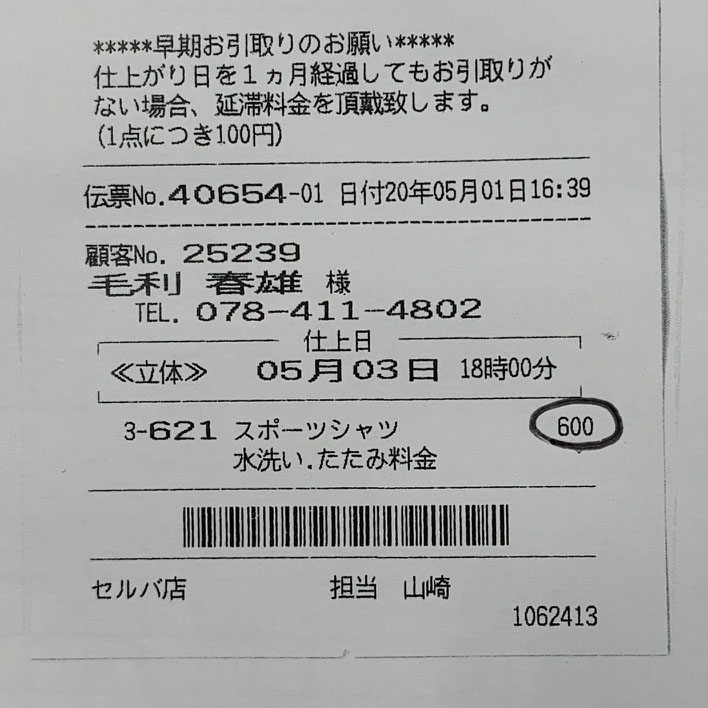 *****早期お引取りのお願い*****
仕上がり日を1ヵ月経過してもお引取りが
ない場合、延滞料金を頂戴致します。
(1点につき100円)
伝票No.40654-01 日付20年05月01日16:39
顧客No. 25239
毛利 春雄 様
TEL. 078-411-4802
仕上日
≪立体≫ 05月03日 18時00分
3-621 スポーツシャツ 600
水洗い.たたみ料金
セルバ店 担当 山崎
1062413